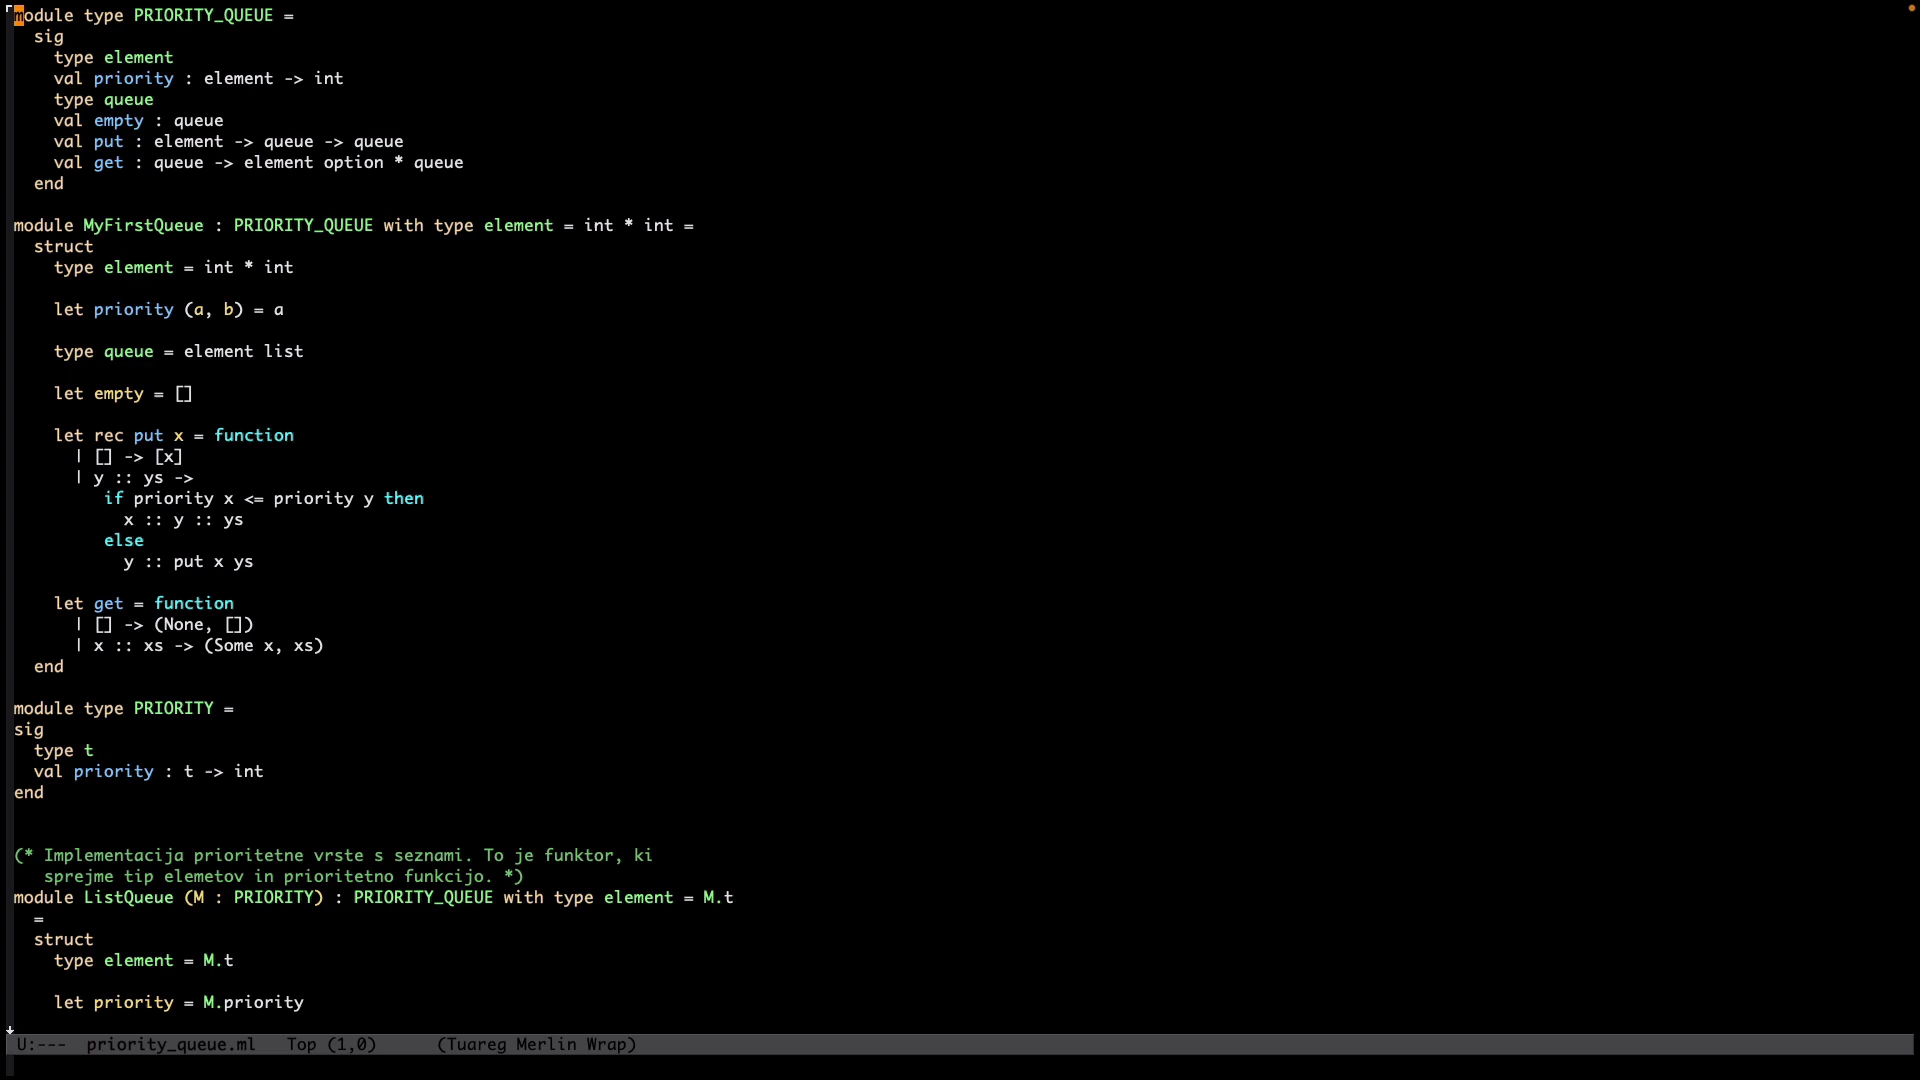 module type PRIORITY_QUEUE =
  sig
    type element
    val priority : element -> int
    type queue
    val empty : queue
    val put : element -> queue -> queue
    val get : queue -> element option * queue
  end

module MyFirstQueue : PRIORITY_QUEUE with type element = int * int =
  struct
    type element = int * int

    let priority (a, b) = a

    type queue = element list

    let empty = []

    let rec put x = function
      | [] -> [x]
      | y :: ys ->
         if priority x <= priority y then
           x :: y :: ys
         else
           y :: put x ys

    let get = function
      | [] -> (None, [])
      | x :: xs -> (Some x, xs)
  end

module type PRIORITY =
sig
  type t
  val priority : t -> int
end


(* Implementacija prioritetne vrste s seznami. To je funktor, ki
   sprejme tip elemetov in prioritetno funkcijo. *)
module ListQueue (M : PRIORITY) : PRIORITY_QUEUE with type element = M.t
  =
  struct
    type element = M.t

    let priority = M.priority

U:---  priority_queue.ml   Top (1,0)      (Tuareg Merlin Wrap)